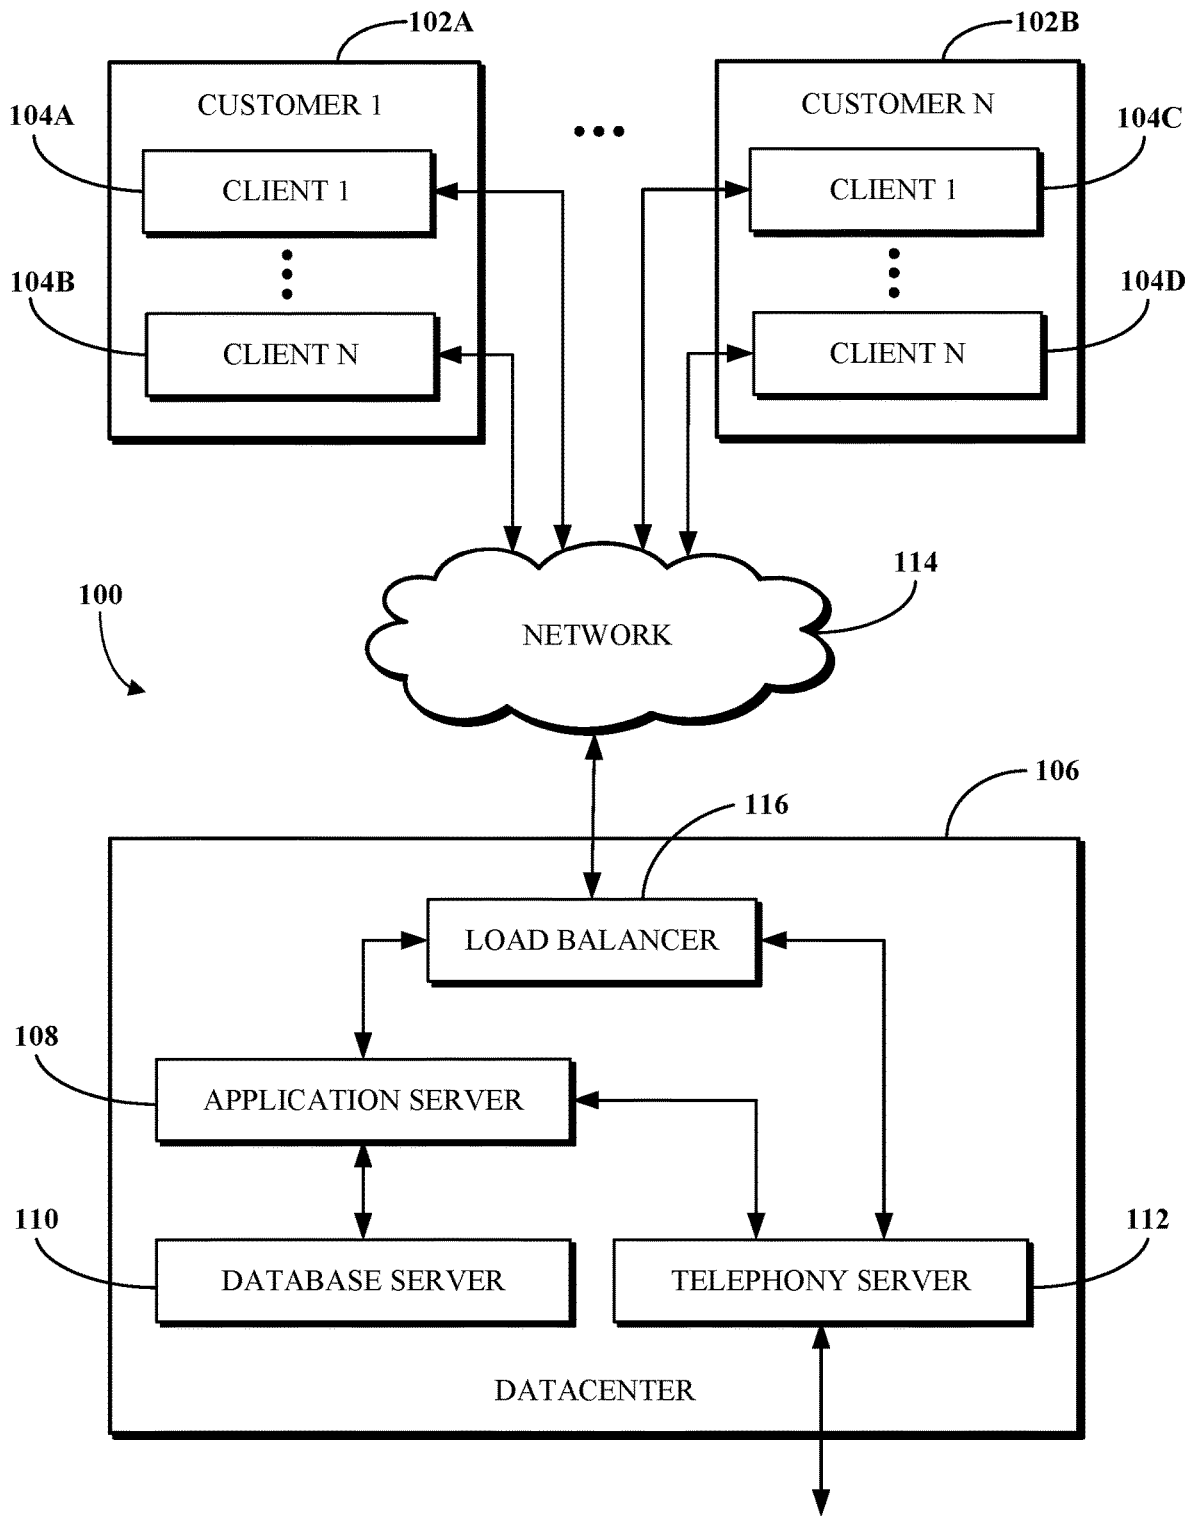 102A
102B
CUSTOMER 1
CUSTOMER N
104A
104C
CLIENT 1
CLIENT 1
104B
104D
CLIENT N
CLIENT N
114
100
NETWORK
106
116
LOAD BALANCER
108
APPLICATION SERVER
110
112
DATABASE SERVER
TELEPHONY SERVER
DATACENTER